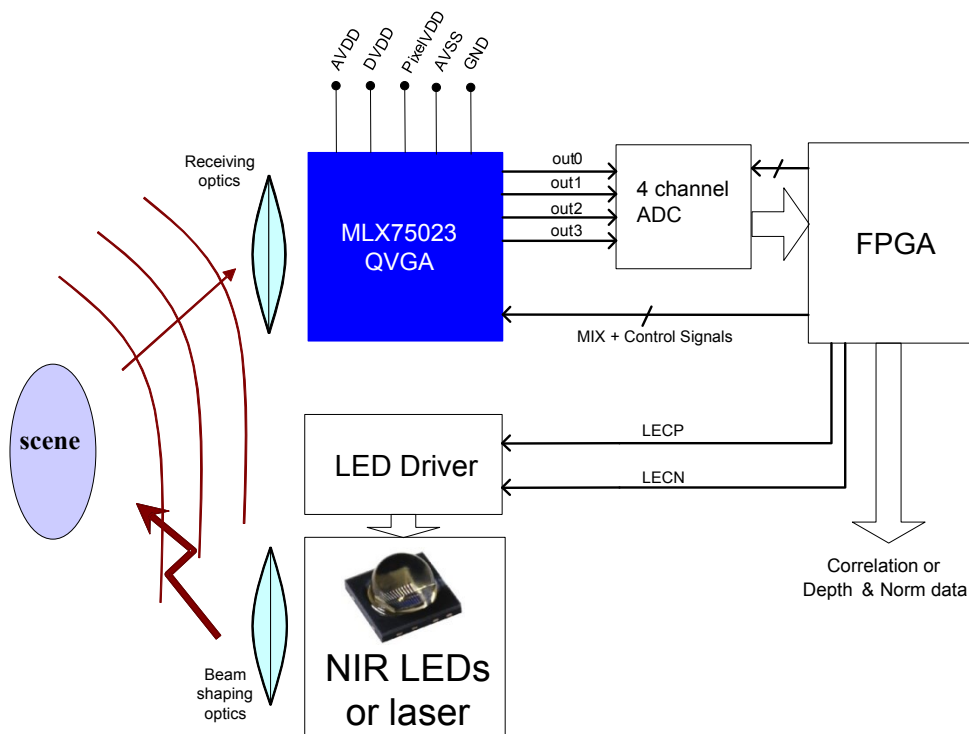 AVDD
DVDD
PixelVDD
AVSS
GND
Receiving
optics
MLX75023
QVGA
out0
out1
out2
out3
4 channel
ADC
FPGA
MIX + Control Signals
scene
LED Driver
LECP
LECN
Correlation or
Depth & Norm data
Beam
shaping
optics
NIR LEDs
or laser